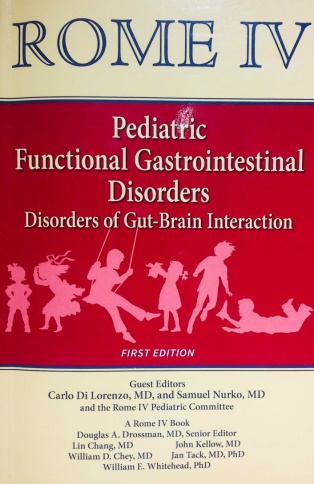 ROME IV
Pediatric
Functional Gastrointestinal
Disorders
Disorders of Gut-Brain Interaction
FIRST EDITION
Guest Editors
Carlo Di Lorenzo, MD, and Samuel Nurko, MD
and the Rome IV Pediatric Committee
A Rome IV Book
Douglas A. Drossman, MD, Senior Editor
Lin Chang, MD John Kellow, MD
William D. Chey, MD Jan Tack, MD, PhD
William E. Whitehead, PhD